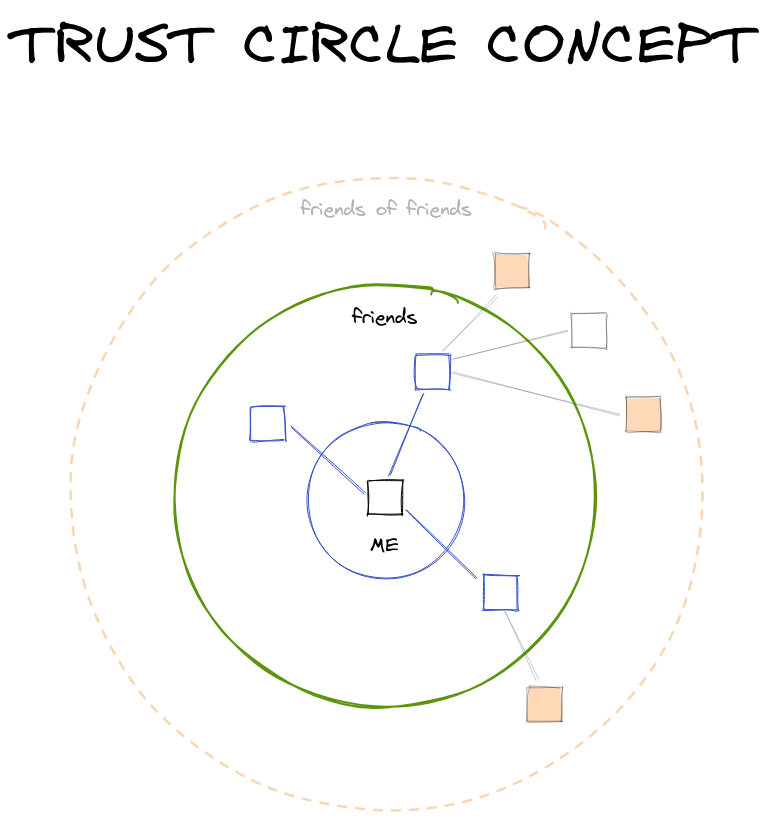 TRUST CIRCLE CONCEPT
friends of friends
friends
ME